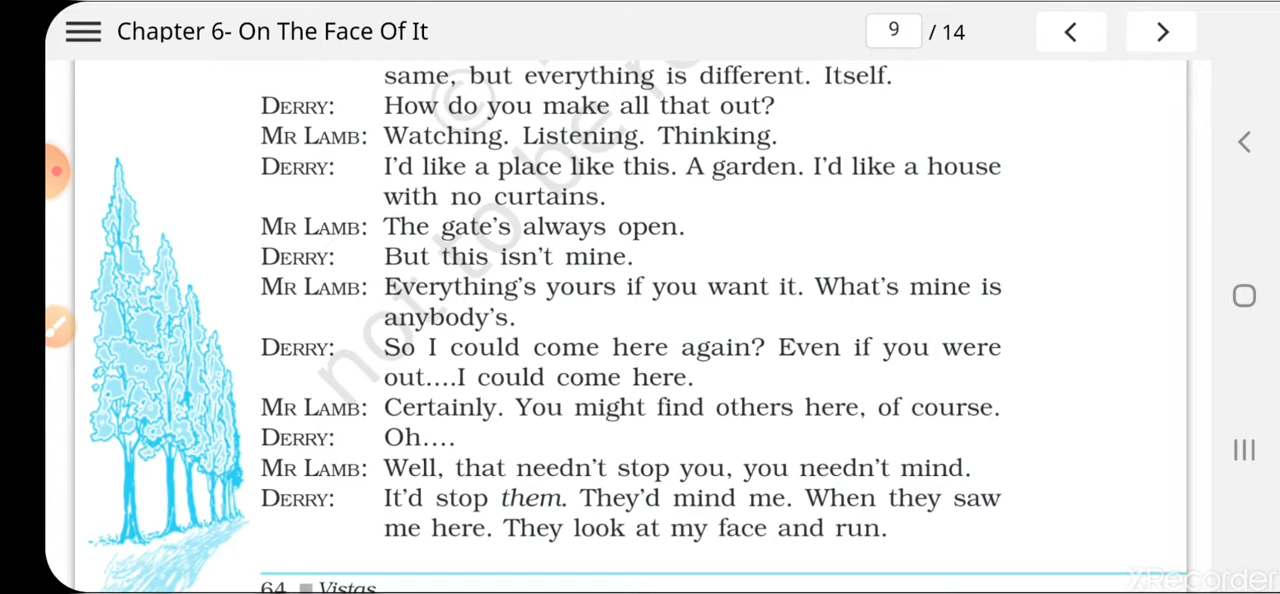 Chapter 6- On The Face Of It
9 / 14
same, but everything is different. Itself.
DERRY: How do you make all that out?
MR LAMB: Watching. Listening. Thinking.
DERRY: I'd like a place like this. A garden. I'd like a house
with no curtains.
MR LAMB: The gate's always open.
DERRY: But this isn't mine.
MR LAMB: Everything's yours if you want it. What's mine is
anybody's.
DERRY: So I could come here again? Even if you were
out....I could come here.
MR LAMB: Certainly. You might find others here, of course.
DERRY: Oh....
MR LAMB: Well, that needn't stop you, you needn't mind.
DERRY: It'd stop them. They'd mind me. When they saw
me here. They look at my face and run.
64 ■ Vistas
not to be re
©
XRecorder